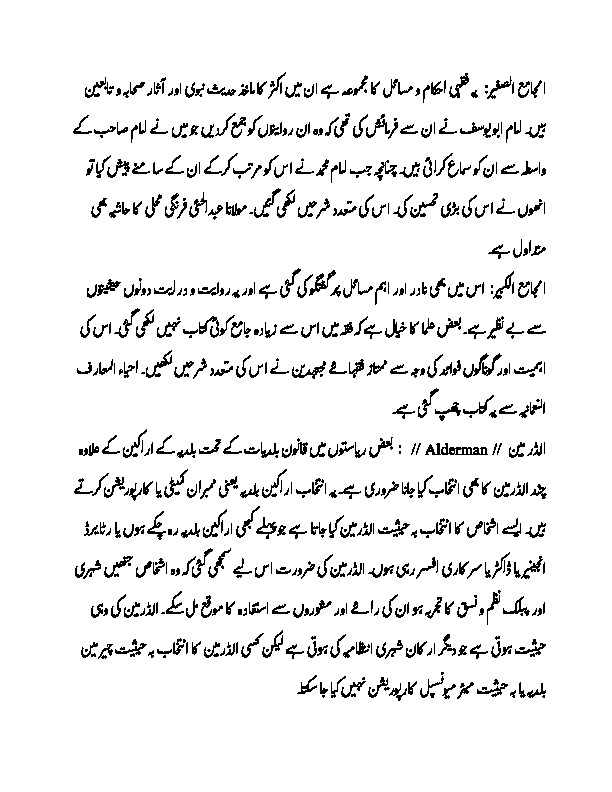 الجامع الصغیر: یہ فقہی احکام و مسائل کا مجموعہ ہے ان میں اکثر کا ماخذ حدیث نبوی اور آثار صحابہ و تابعین
ہیں۔ امام ابو یوسف نے ان سے فرمائش کی تھی کہ وہ ان روایتوں کو جمع کر دیں جو میں نے امام صاحب کے
واسطہ سے ان کو سماع کرائی ہیں۔ چنانچہ جب امام محمد نے اس کو مرتب کر کے ان کے سامنے پیش کیا تو
انھوں نے اس کی بڑی تحسین کی۔ اس کی متعدد شرحیں لکھی گئیں۔ مولانا عبدالحئی فرنگی محلی کا حاشیہ بھی
متداول ہے۔
الجامع الکبیر: اس میں بھی نادر اور اہم مسائل پر گفتگو کی گئی ہے اور یہ روایت و درایت دونوں حیثیتوں
سے بے نظیر ہے۔ بعض علما کا خیال ہے کہ فقہ میں اس سے زیادہ جامع کوئی کتاب نہیں لکھی گئی۔ اس کی
اہمیت اور گوناگوں فوائد کی وجہ سے ممتاز فقہائے مجتہدین نے اس کی متعدد شرحیں لکھیں۔ احیاء المعارف
النعمانیہ سے یہ کتاب چھپ گئی ہے۔
الڈرمین // Alderman // : بعض ریاستوں میں قانون بلدیات کے تحت بلدیہ کے اراکین کے علاوہ
چند الڈرمین کا بھی انتخاب کیا جانا ضروری ہے۔ یہ انتخاب اراکین بلدیہ یعنی ممبران کمیٹی یا کارپوریشن کرتے
ہیں۔ ایسے اشخاص کا انتخاب بہ حیثیت الڈرمین کیا جاتا ہے جو پہلے کبھی اراکین بلدیہ رہ چکے ہوں یا رٹائیرڈ
انجینیر یا ڈاکٹر یا سرکاری افسر رہی ہوں۔ الڈرمین کی ضرورت اس لیے سمجھی گئی کہ وہ اشخاص جنھیں شہری
اور پبلک نظم و نسق کا تجربہ ہو ان کی رائے اور مشوروں سے استفادہ کا موقع مل سکے۔ الڈرمین کی وہی
حیثیت ہوتی ہے جو دیگر ارکان شہری انتظامیہ کی ہوتی ہے لیکن کسی الڈرمین کا انتخاب بہ حیثیت چیرمین
بلدیہ یا بہ حیثیت میئر میونسپل کارپوریشن نہیں کیا جا سکتا۔